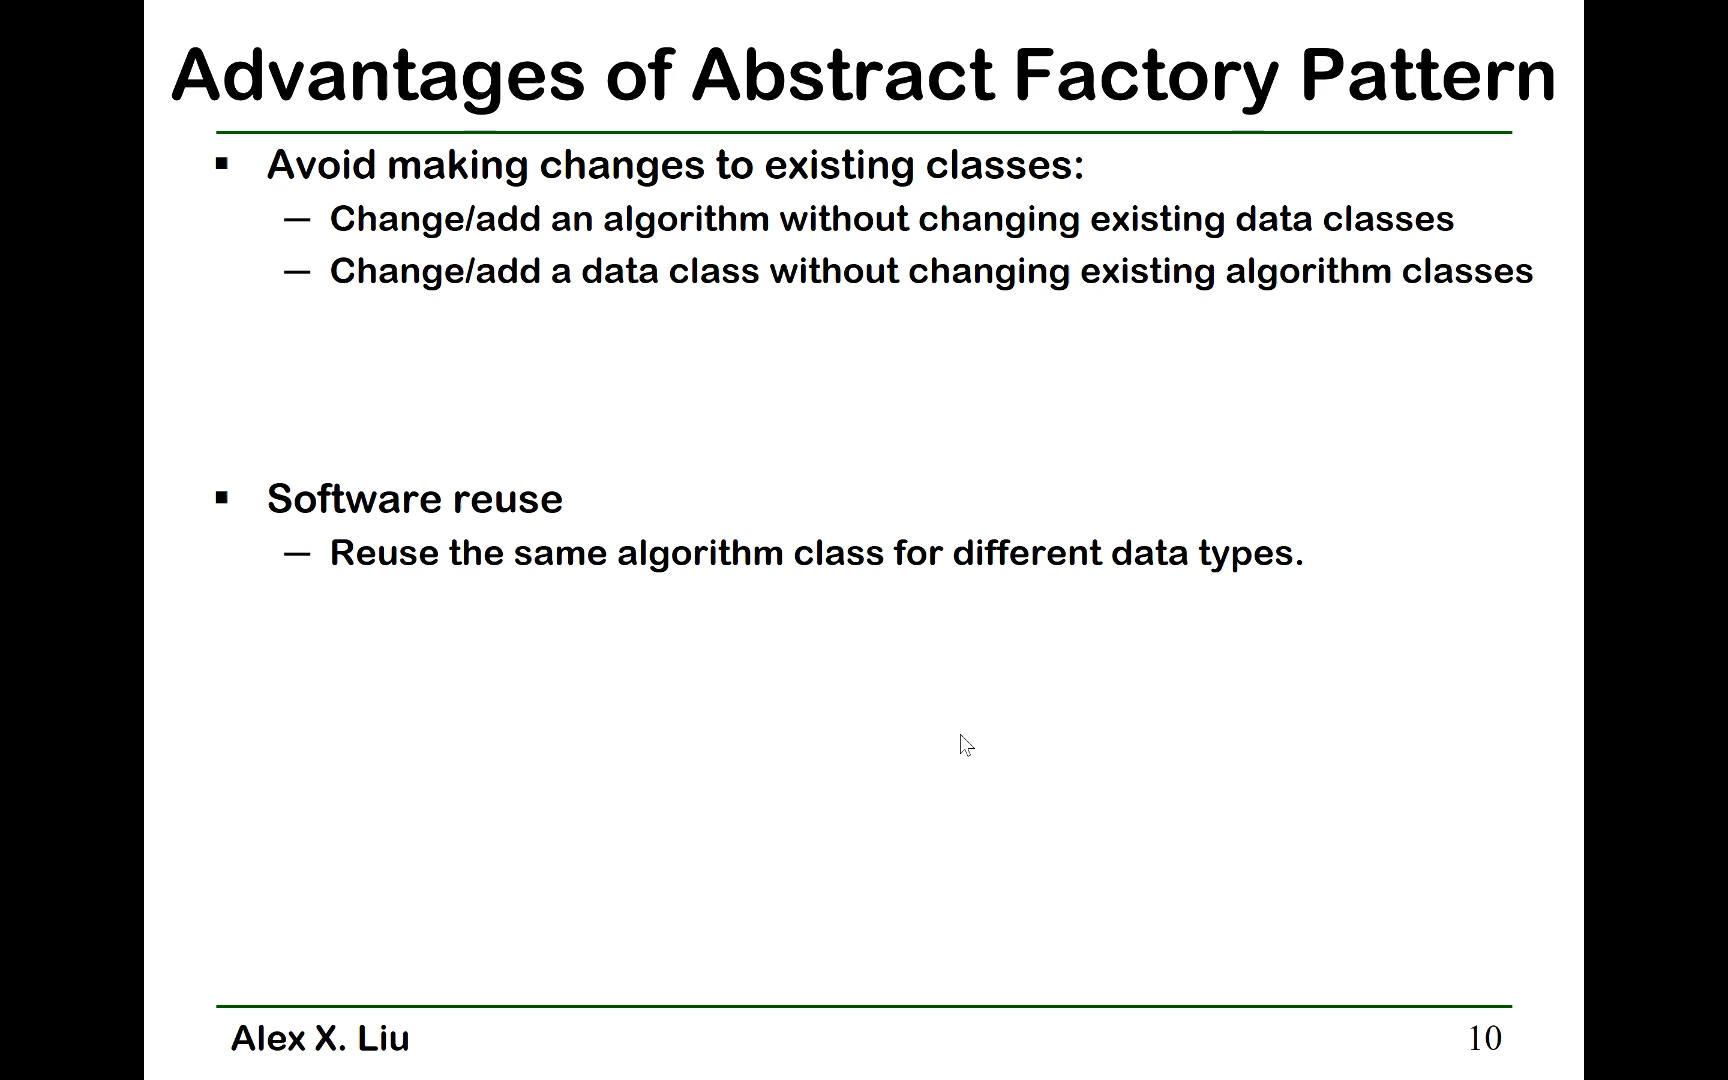 Advantages of Abstract Factory Pattern
▪ Avoid making changes to existing classes:
— Change/add an algorithm without changing existing data classes
— Change/add a data class without changing existing algorithm classes
▪ Software reuse
— Reuse the same algorithm class for different data types.
Alex X. Liu
10